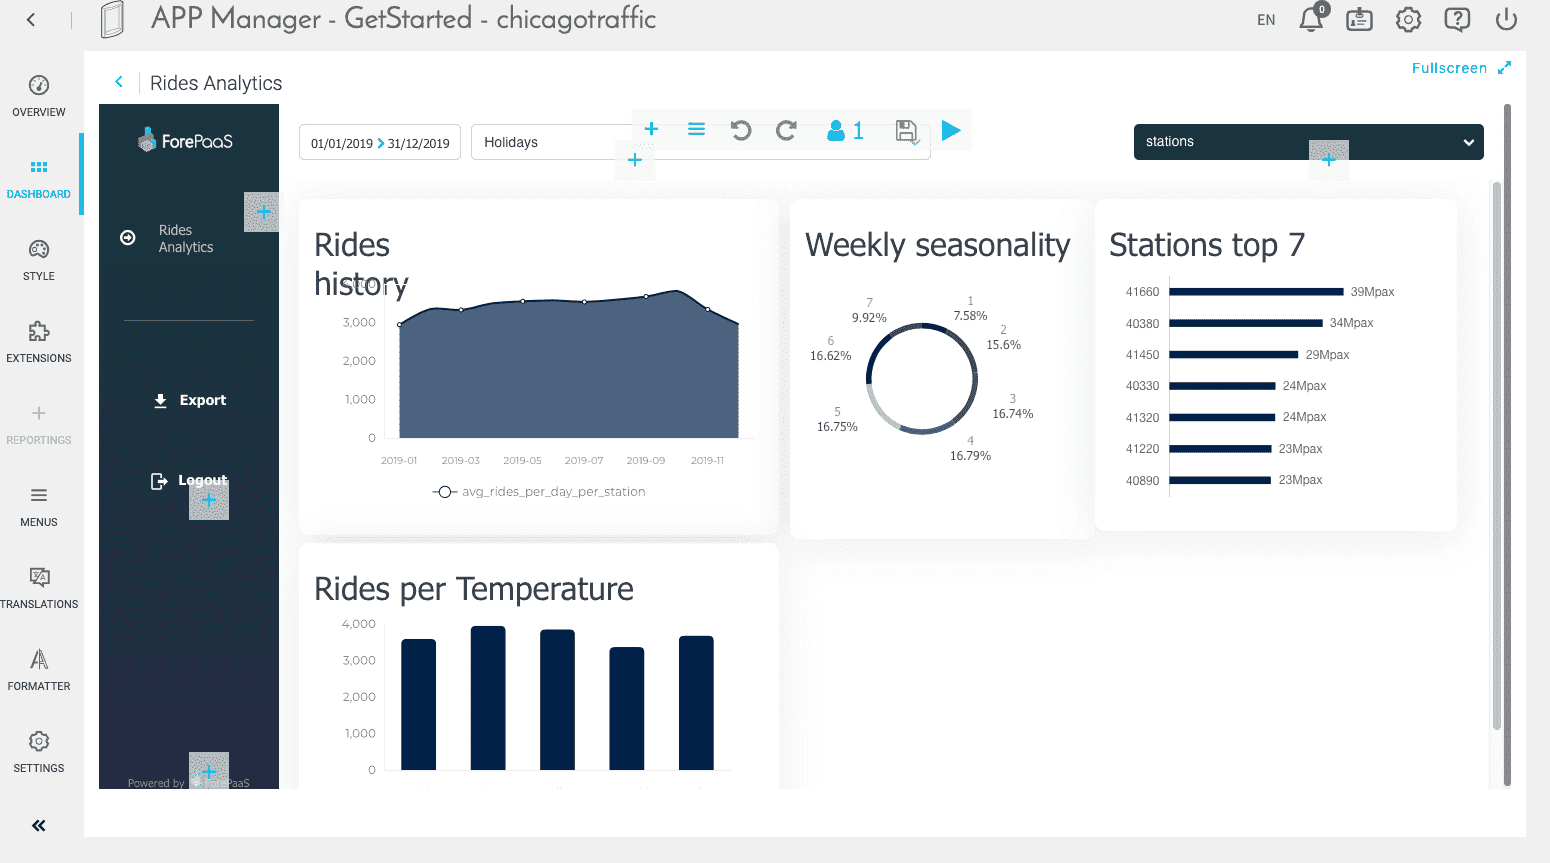 APP Manager - GetStarted - chicagotraffic
EN
0
Rides Analytics
Fullscreen
OVERVIEW
DASHBOARD
STYLE
EXTENSIONS
REPORTINGS
MENUS
TRANSLATIONS
FORMATTER
SETTINGS
ForePaaS
Rides
Analytics
Export
Logout
Powered by ForePaaS
01/01/2019 > 31/12/2019
Holidays
1
stations
Rides
history
3,000
2,000
1,000
0
2019-01 2019-03 2019-05 2019-07 2019-09 2019-11
avg_rides_per_day_per_station
Weekly seasonality
1
7.58%
2
15.6%
3
16.74%
4
16.79%
5
16.75%
6
16.62%
7
9.92%
Stations top 7
41660 39Mpax
40380 34Mpax
41450 29Mpax
40330 24Mpax
41320 24Mpax
41220 23Mpax
40890 23Mpax
Rides per Temperature
4,000
3,000
2,000
1,000
0